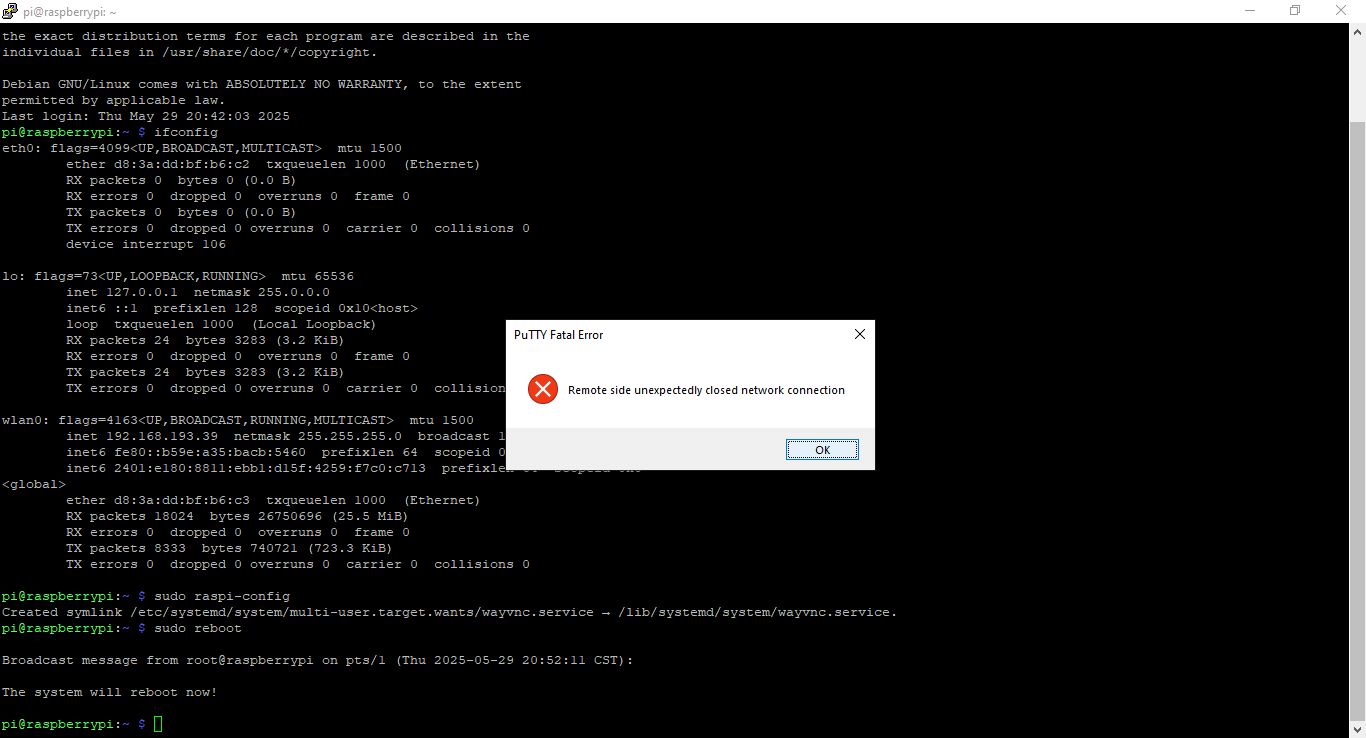 pi@raspberrypi: ~
the exact distribution terms for each program are described in the
individual files in /usr/share/doc/*/copyright.
Debian GNU/Linux comes with ABSOLUTELY NO WARRANTY, to the extent
permitted by applicable law.
Last login: Thu May 29 20:42:03 2025
pi@raspberrypi:~ $ ifconfig
eth0: flags=4099<UP,BROADCAST,MULTICAST>  mtu 1500
        ether d8:3a:dd:bf:b6:c2  txqueuelen 1000  (Ethernet)
        RX packets 0  bytes 0 (0.0 B)
        RX errors 0  dropped 0  overruns 0  frame 0
        TX packets 0  bytes 0 (0.0 B)
        TX errors 0  dropped 0 overruns 0  carrier 0  collisions 0
        device interrupt 106
lo: flags=73<UP,LOOPBACK,RUNNING>  mtu 65536
        inet 127.0.0.1  netmask 255.0.0.0
        inet6 ::1  prefixlen 128  scopeid 0x10<host>
        loop  txqueuelen 1000  (Local Loopback)
        RX packets 24  bytes 3283 (3.2 KiB)
        RX errors 0  dropped 0  overruns 0  frame 0
        TX packets 24  bytes 3283 (3.2 KiB)
        TX errors 0  dropped 0 overruns 0  carrier 0  collision
wlan0: flags=4163<UP,BROADCAST,RUNNING,MULTICAST>  mtu 1500
        inet 192.168.193.39  netmask 255.255.255.0  broadcast 1
        inet6 fe80::b59e:a35:bacb:5460  prefixlen 64  scopeid 0
        inet6 2401:e180:8811:ebb1:d15f:4259:f7c0:c713  prefixlen
<global>
        ether d8:3a:dd:bf:b6:c3  txqueuelen 1000  (Ethernet)
        RX packets 18024  bytes 26750696 (25.5 MiB)
        RX errors 0  dropped 0  overruns 0  frame 0
        TX packets 8333  bytes 740721 (723.3 KiB)
        TX errors 0  dropped 0 overruns 0  carrier 0  collisions 0
pi@raspberrypi:~ $ sudo raspi-config
Created symlink /etc/systemd/system/multi-user.target.wants/wayvnc.service → /lib/systemd/system/wayvnc.service.
pi@raspberrypi:~ $ sudo reboot
Broadcast message from root@raspberrypi on pts/1 (Thu 2025-05-29 20:52:11 CST):
The system will reboot now!
pi@raspberrypi:~ $
PuTTY Fatal Error
Remote side unexpectedly closed network connection
OK